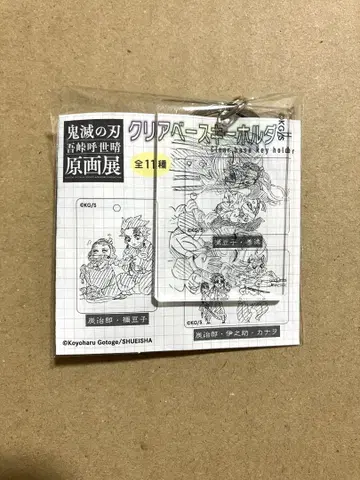 鬼滅の刃
吾峠呼世晴
原画展
クリアベースキーホルダー
Clear base key holder
全11種
©KG/S
©KG/S
炭治郎・禰豆子
©KG/S
炭治郎・伊之助・カナヲ
©Koyoharu Gotoge/SHUEISHA